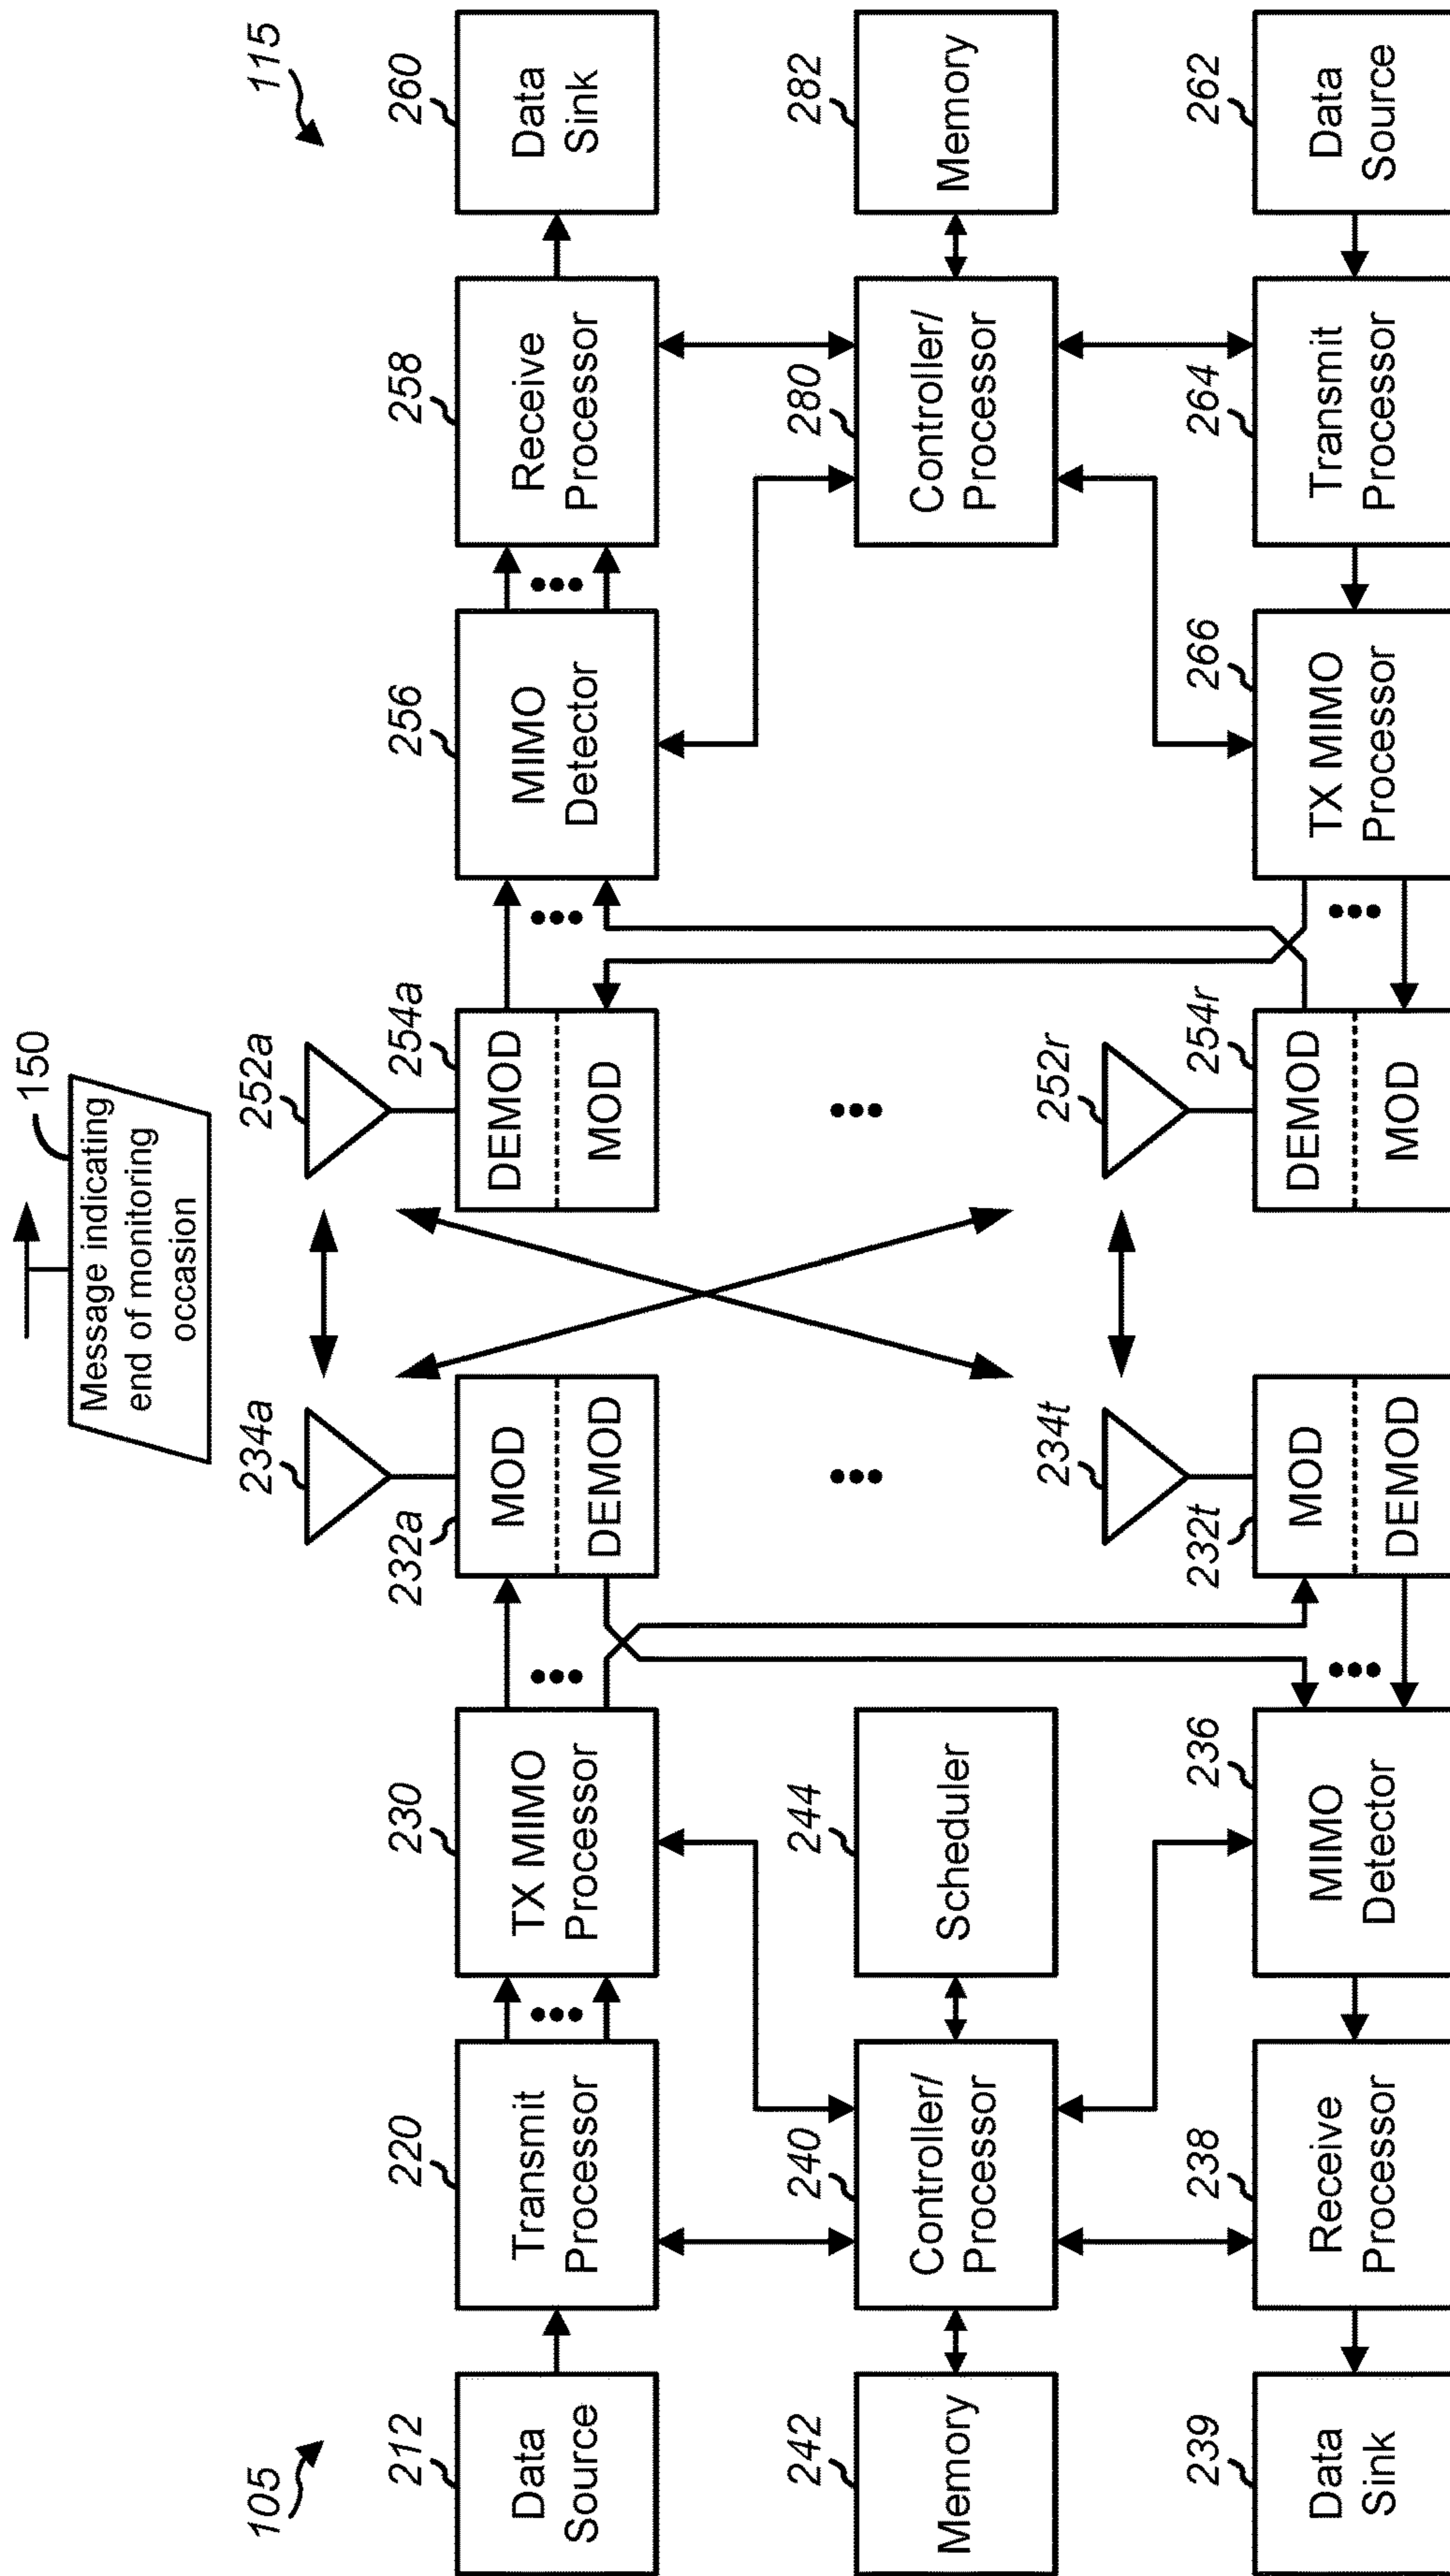 150
Message indicating
end of monitoring
occasion
105
115
212
Data
Source
220
Transmit
Processor
230
TX MIMO
Processor
232a
MOD
DEMOD
234a
252a
254a
DEMOD
MOD
256
MIMO
Detector
258
Receive
Processor
260
Data
Sink
242
Memory
240
Controller/
Processor
244
Scheduler
280
Controller/
Processor
282
Memory
239
Data
Sink
238
Receive
Processor
236
MIMO
Detector
232t
MOD
DEMOD
234t
252r
254r
DEMOD
MOD
266
TX MIMO
Processor
264
Transmit
Processor
262
Data
Source